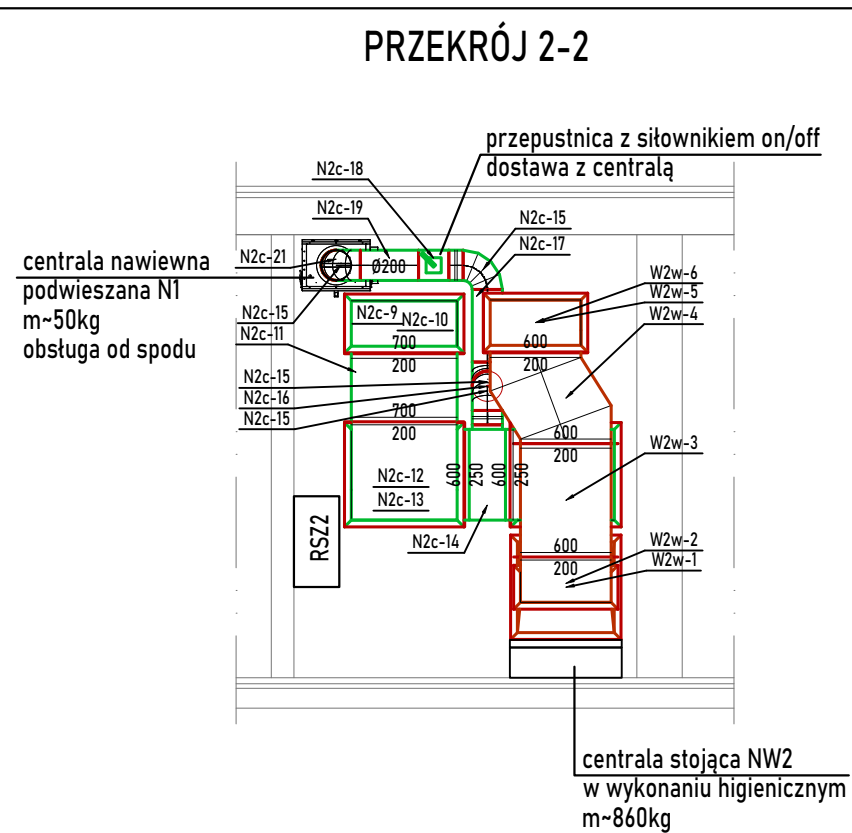 PRZEKRÓJ 2-2
przepustnica z siłownikiem on/off
dostawa z centralą
N2c-18
N2c-19
N2c-15
N2c-17
centrala nawiewna
podwieszana N1
m~50kg
obsługa od spodu
N2c-21
Ø200
W2w-6
W2w-5
W2w-4
N2c-15
N2c-11
N2c-9
N2c-10
700
200
600
200
N2c-15
N2c-16
N2c-15
700
200
600
200
W2w-3
N2c-12
N2c-13
600
250
600
250
N2c-14
RSZ2
600
200
W2w-2
W2w-1
centrala stojąca NW2
w wykonaniu higienicznym
m~860kg